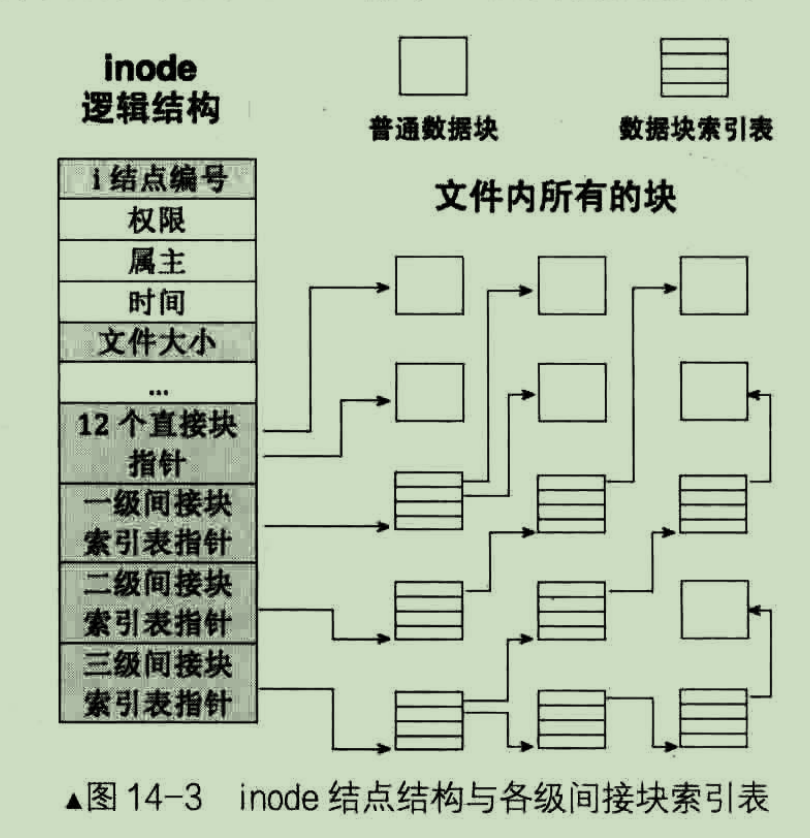 inode
逻辑结构
普通数据块
数据块索引表
文件内所有的块
i 结点编号
权限
属主
时间
文件大小
...
12 个直接块
指针
一级间接块
索引表指针
二级间接块
索引表指针
三级间接块
索引表指针
▲图 14-3 inode 结点结构与各级间接块索引表